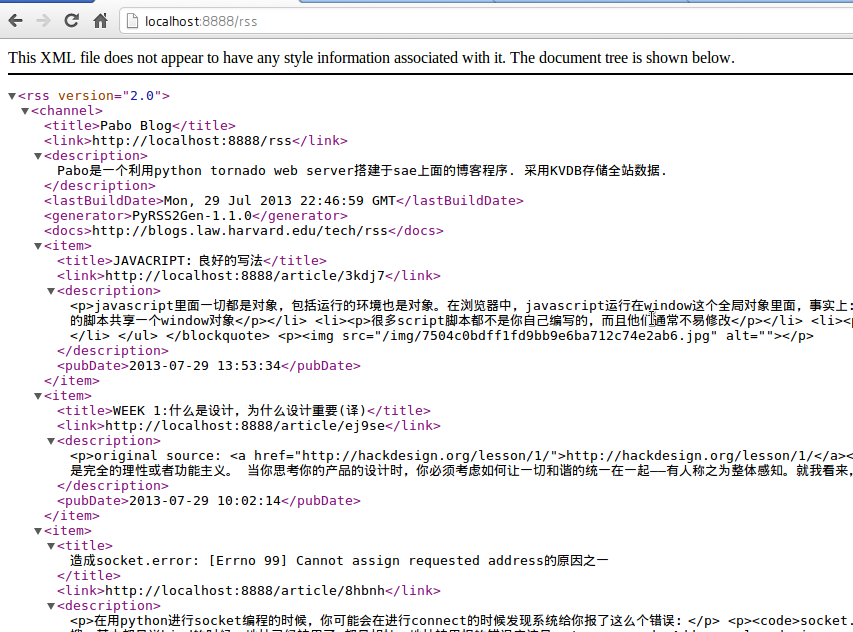 localhost:8888/rss
This XML file does not appear to have any style information associated with it. The document tree is shown below.
▼<rss version="2.0">
▼<channel>
<title>Pabo Blog</title>
<link>http://localhost:8888/rss</link>
▼<description>
Pabo是一个利用python tornado web server搭建于sae上面的博客程序. 采用KVDB存储全站数据.
</description>
<lastBuildDate>Mon, 29 Jul 2013 22:46:59 GMT</lastBuildDate>
<generator>PyRSS2Gen-1.1.0</generator>
<docs>http://blogs.law.harvard.edu/tech/rss</docs>
▼<item>
<title>JAVACRIPT: 良好的写法</title>
<link>http://localhost:8888/article/3kdj7</link>
▼<description>
<p>javascript里面一切都是对象，包括运行的环境也是对象。在浏览器中，javascript运行在window这个全局对象里面，事实上:
的脚本共享一个window对象</p></li> <li><p>很多script脚本都不是你自己编写的，而且他们通常不易修改</p></li> <li><p
</li> </ul> </blockquote> <p><img src="/img/7504c0bdff1fd9bb9e6ba712c74e2ab6.jpg" alt=""></p>
</description>
<pubDate>2013-07-29 13:53:34</pubDate>
</item>
▼<item>
<title>WEEK 1:什么是设计，为什么设计重要(译)</title>
<link>http://localhost:8888/article/ej9se</link>
▼<description>
<p>original source: <a href="http://hackdesign.org/lesson/1/">http://hackdesign.org/lesson/1/</a><
是完全的理性或者功能主义。 当你思考你的产品的设计时，你必须考虑如何让一切和谐的统一在一起——有人称之为整体感知。就我看来，
</description>
<pubDate>2013-07-29 10:02:14</pubDate>
</item>
▼<item>
▼<title>
造成socket.error: [Errno 99] Cannot assign requested address的原因之一
</title>
<link>http://localhost:8888/article/8hbnh</link>
▼<description>
<p>在用python进行socket编程的时候，你可能会在进行connect的时候发现系统给你报了这么个错误：</p> <p><code>socket.